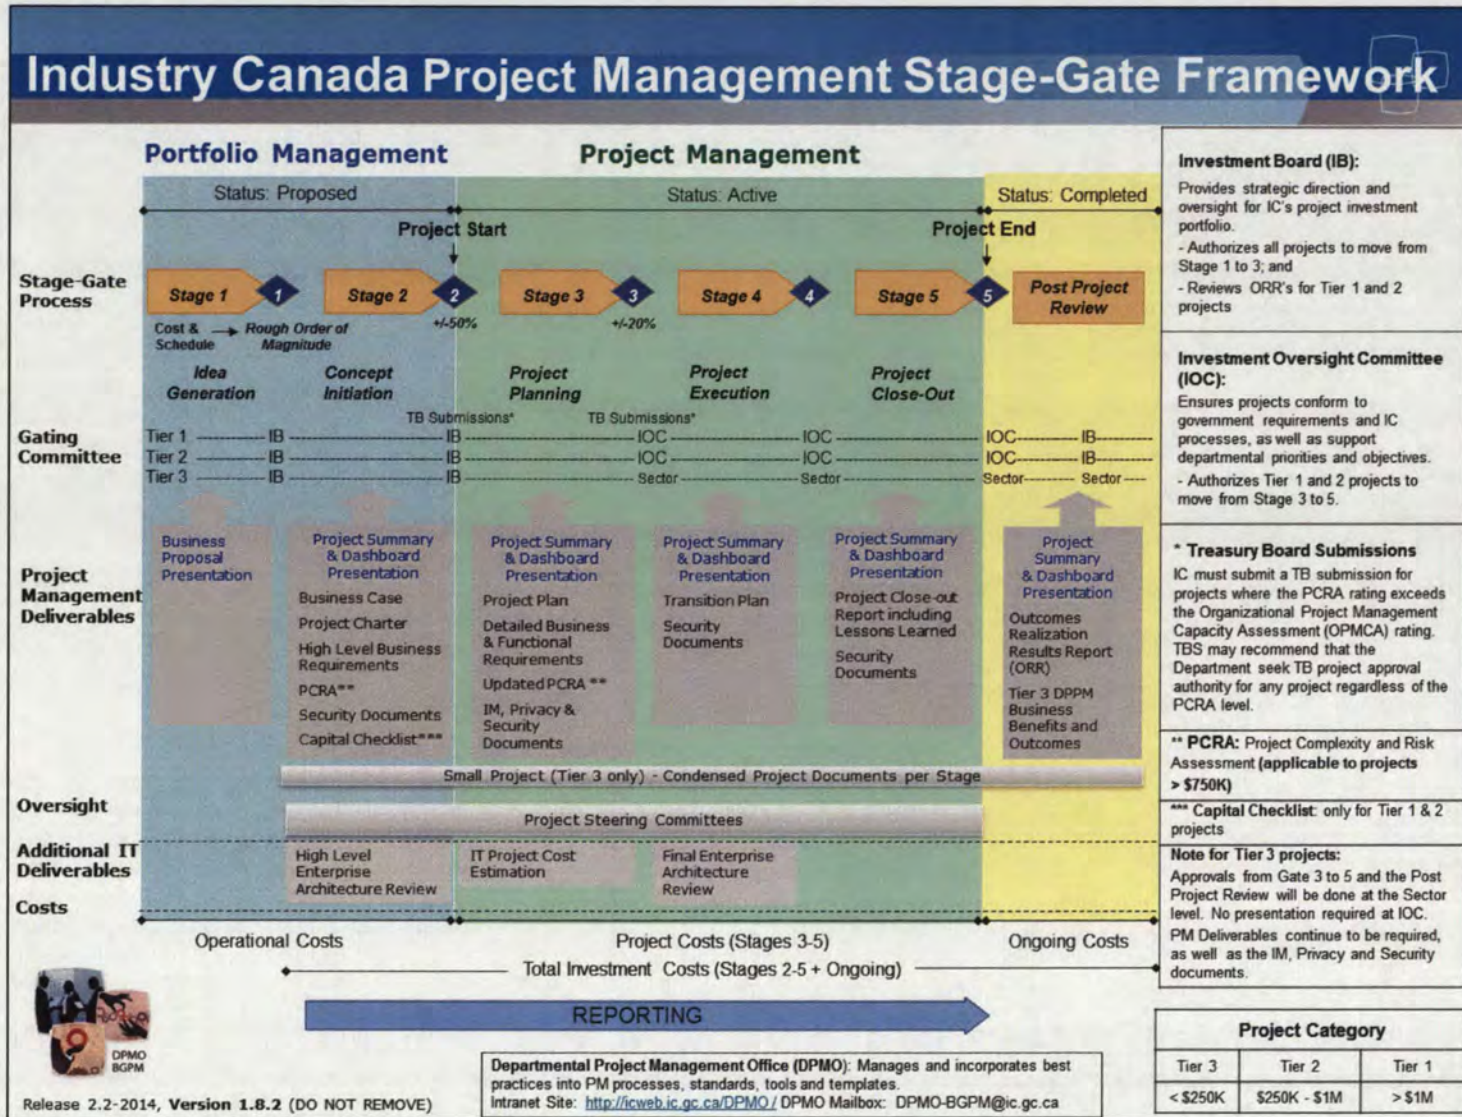 Industry Canada Project Management Stage-Gate Framework
Portfolio Management
Project Management
Status: Proposed
Status: Active
Status: Completed
Project Start
Project End
Stage-Gate
Process
Stage 1
1
Stage 2
2
Stage 3
3
Stage 4
4
Stage 5
5
Post Project
Review
+/-50%
+/-20%
Cost &
Schedule
Rough Order of
Magnitude
Idea
Generation
Concept
Initiation
Project
Planning
Project
Execution
Project
Close-Out
TB Submissions*
TB Submissions*
Gating
Committee
Tier 1 IB IB IOC IOC IOC IB
Tier 2 IB IB IOC IOC IOC IB
Tier 3 IB IB Sector Sector Sector Sector
Project
Management
Deliverables
Business
Proposal
Presentation
Project Summary
& Dashboard
Presentation
Business Case
Project Charter
High Level Business
Requirements
PCRA**
Security Documents
Capital Checklist***
Project Summary
& Dashboard
Presentation
Project Plan
Detailed Business
& Functional
Requirements
Updated PCRA **
IM, Privacy &
Security
Documents
Project Summary
& Dashboard
Presentation
Transition Plan
Security
Documents
Project Summary
& Dashboard
Presentation
Project Close-out
Report including
Lessons Learned
Security
Documents
Project
Summary
& Dashboard
Presentation
Outcomes
Realization
Results Report
(ORR)
Tier 3 DPPM
Business
Benefits and
Outcomes
Small Project (Tier 3 only) - Condensed Project Documents per Stage
Oversight
Project Steering Committees
Additional IT
Deliverables
High Level
Enterprise
Architecture Review
IT Project Cost
Estimation
Final Enterprise
Architecture
Review
Costs
Operational Costs
Project Costs (Stages 3-5)
Ongoing Costs
Total Investment Costs (Stages 2-5 + Ongoing)
REPORTING
DPMO
BGPM
Release 2.2-2014, Version 1.8.2 (DO NOT REMOVE)
Departmental Project Management Office (DPMO): Manages and incorporates best
practices into PM processes, standards, tools and templates.
Intranet Site: http://icweb.ic.gc.ca/DPMO/ DPMO Mailbox: DPMO-BGPM@ic.gc.ca
Investment Board (IB):
Provides strategic direction and
oversight for IC's project investment
portfolio.
- Authorizes all projects to move from
Stage 1 to 3; and
- Reviews ORR's for Tier 1 and 2
projects
Investment Oversight Committee
(IOC):
Ensures projects conform to
government requirements and IC
processes, as well as support
departmental priorities and objectives.
- Authorizes Tier 1 and 2 projects to
move from Stage 3 to 5.
* Treasury Board Submissions
IC must submit a TB submission for
projects where the PCRA rating exceeds
the Organizational Project Management
Capacity Assessment (OPMCA) rating.
TBS may recommend that the
Department seek TB project approval
authority for any project regardless of the
PCRA level.
** PCRA: Project Complexity and Risk
Assessment (applicable to projects
> $750K)
*** Capital Checklist: only for Tier 1 & 2
projects
Note for Tier 3 projects:
Approvals from Gate 3 to 5 and the Post
Project Review will be done at the Sector
level. No presentation required at IOC.
PM Deliverables continue to be required,
as well as the IM, Privacy and Security
documents.
Project Category
Tier 3 Tier 2 Tier 1
< $250K $250K - $1M > $1M